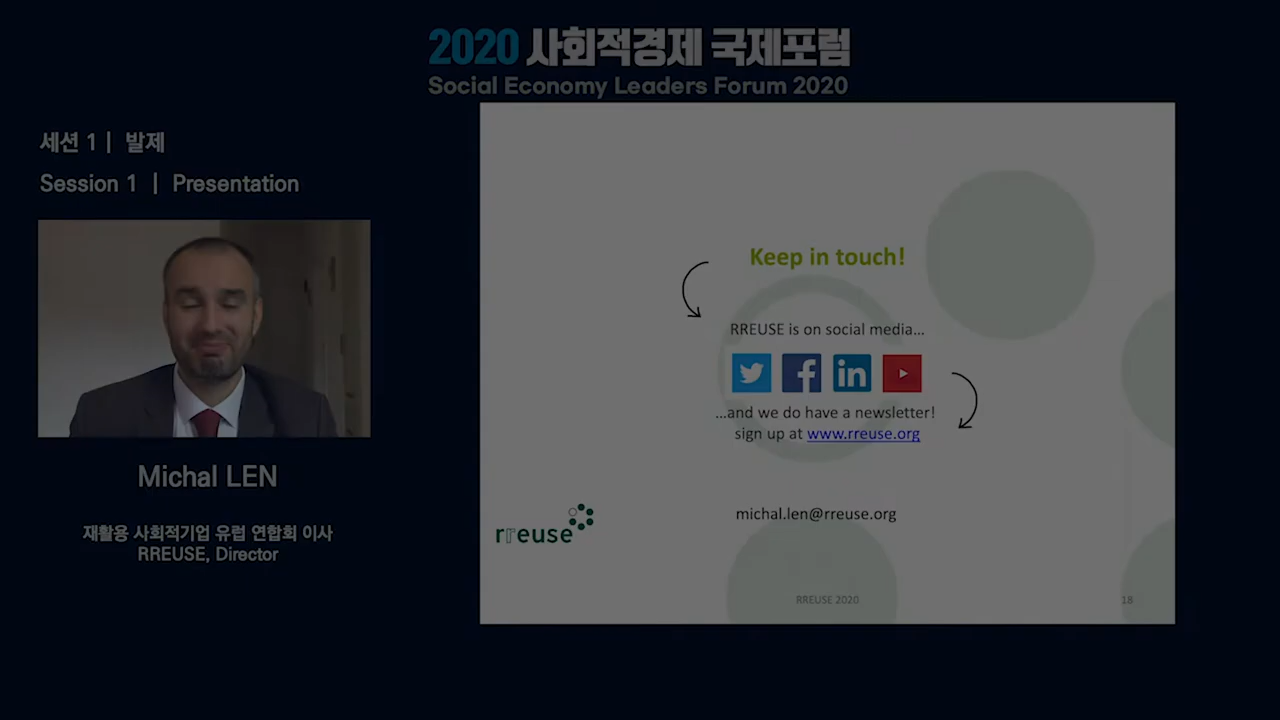 2020 사회적경제 국제포럼
Social Economy Leaders Forum 2020
세션 1 | 발제
Session 1 | Presentation
Michal LEN
재활용 사회적기업 유럽 연합회 이사
RREUSE, Director
Keep in touch!
RREUSE is on social media...
...and we do have a newsletter!
sign up at www.rreuse.org
michal.len@rreuse.org
rreuse
RREUSE 2020
18